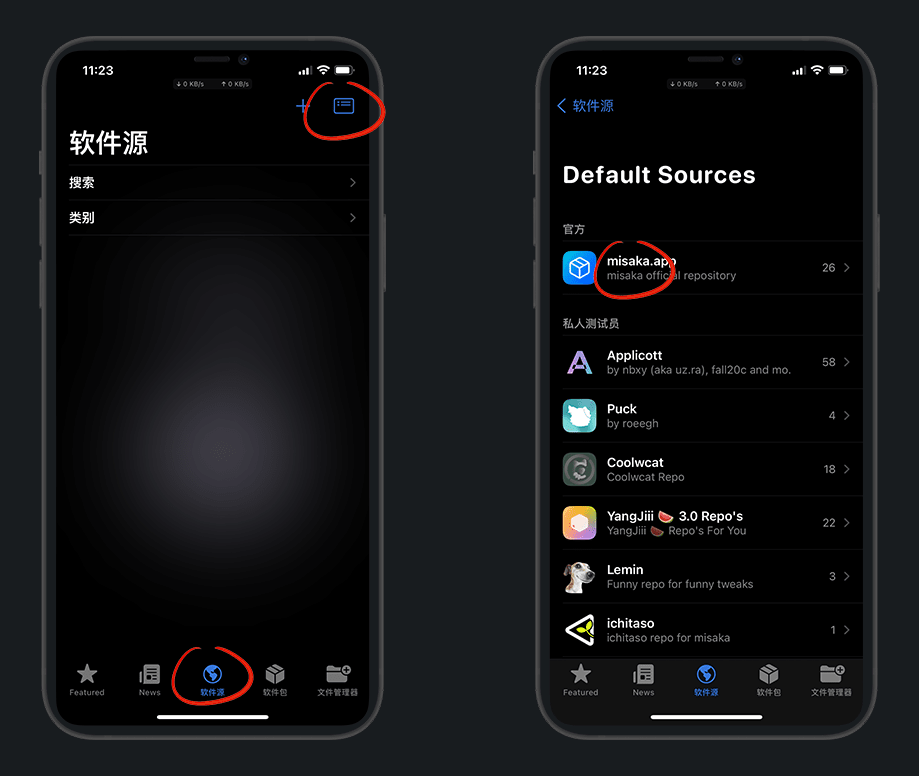 11:23
↓ 0 KB/s ↑ 0 KB/s
软件源
搜索
类别
Featured
News
软件源
软件包
文件管理器
11:23
↓ 0 KB/s ↑ 0 KB/s
软件源
Default Sources
官方
misaka.app
misaka official repository
26
私人测试员
Applicott
by nbxy (aka uz.ra), fall20c and mo.
58
Puck
by roeegh
4
Coolwcat
Coolwcat Repo
18
YangJiii 🍉 3.0 Repo's
YangJiii 🍉 Repo's For You
22
Lemin
Funny repo for funny tweaks
3
ichitaso
ichitaso repo for misaka
1
Featured
News
软件源
软件包
文件管理器